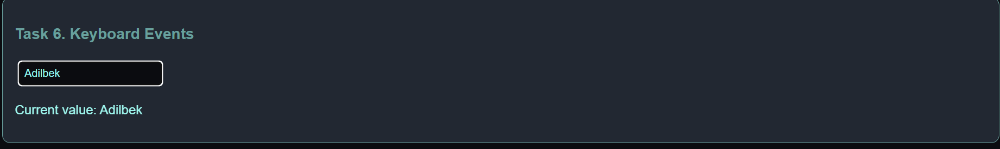 Task 6. Keyboard Events
Adilbek
Current value: Adilbek